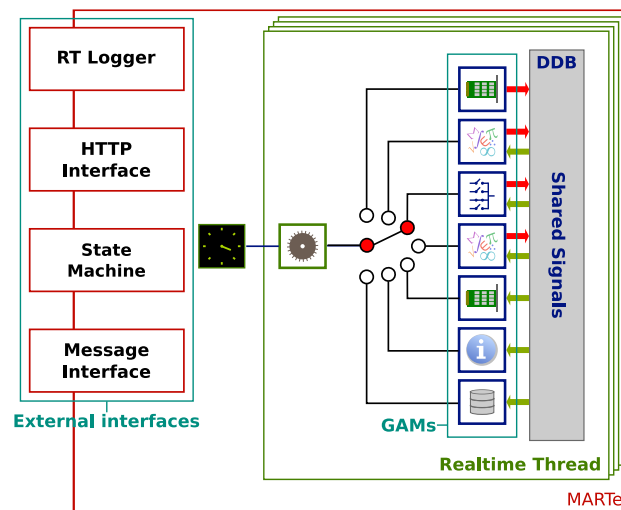 RT Logger
HTTP
Interface
State
Machine
Message
Interface
External interfaces
DDB
Shared Signals
GAMs
Realtime Thread
MARTe